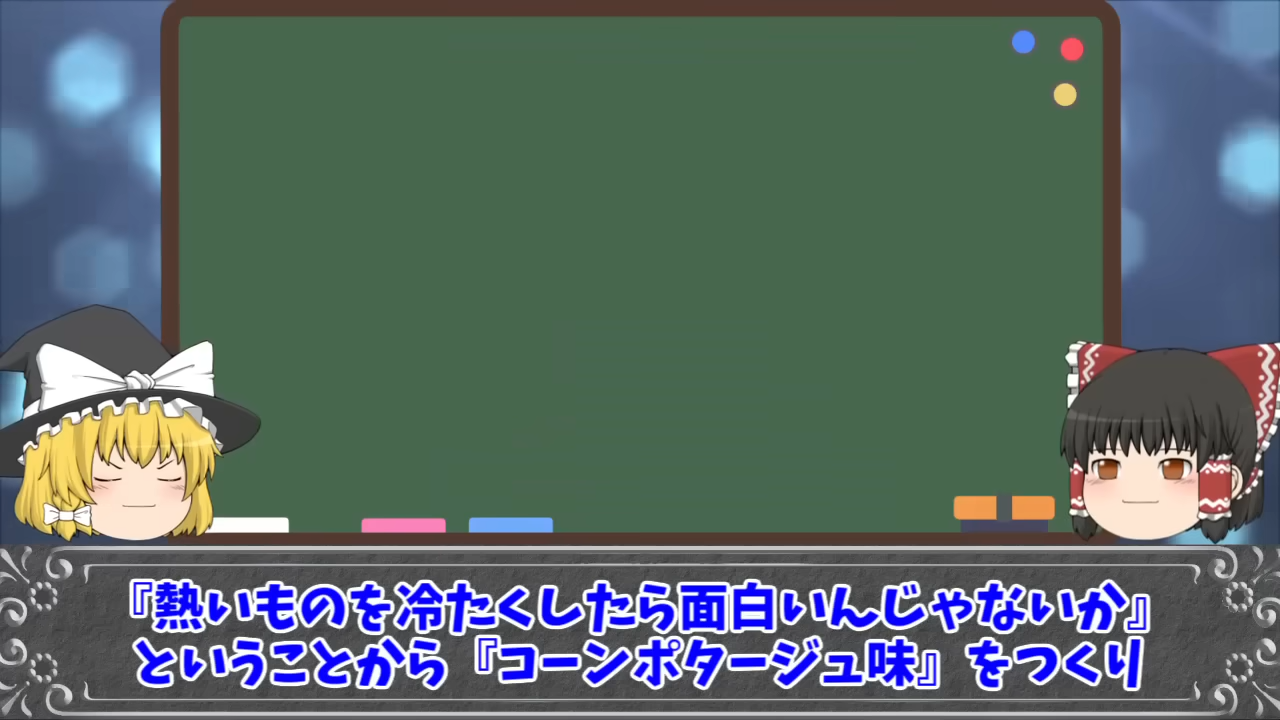 『熱いものを冷たくしたら面白いんじゃないか』
ということから『コーンポタージュ味』をつくり